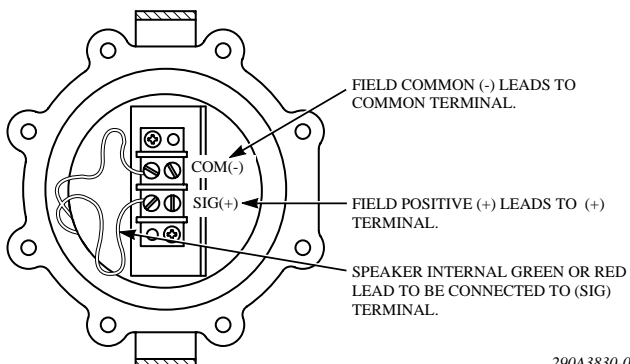 FIELD COMMON (-) LEADS TO
COMMON TERMINAL.
COM(-)
SIG(+)
FIELD POSITIVE (+) LEADS TO (+)
TERMINAL.
SPEAKER INTERNAL GREEN OR RED
LEAD TO BE CONNECTED TO (SIG)
TERMINAL.